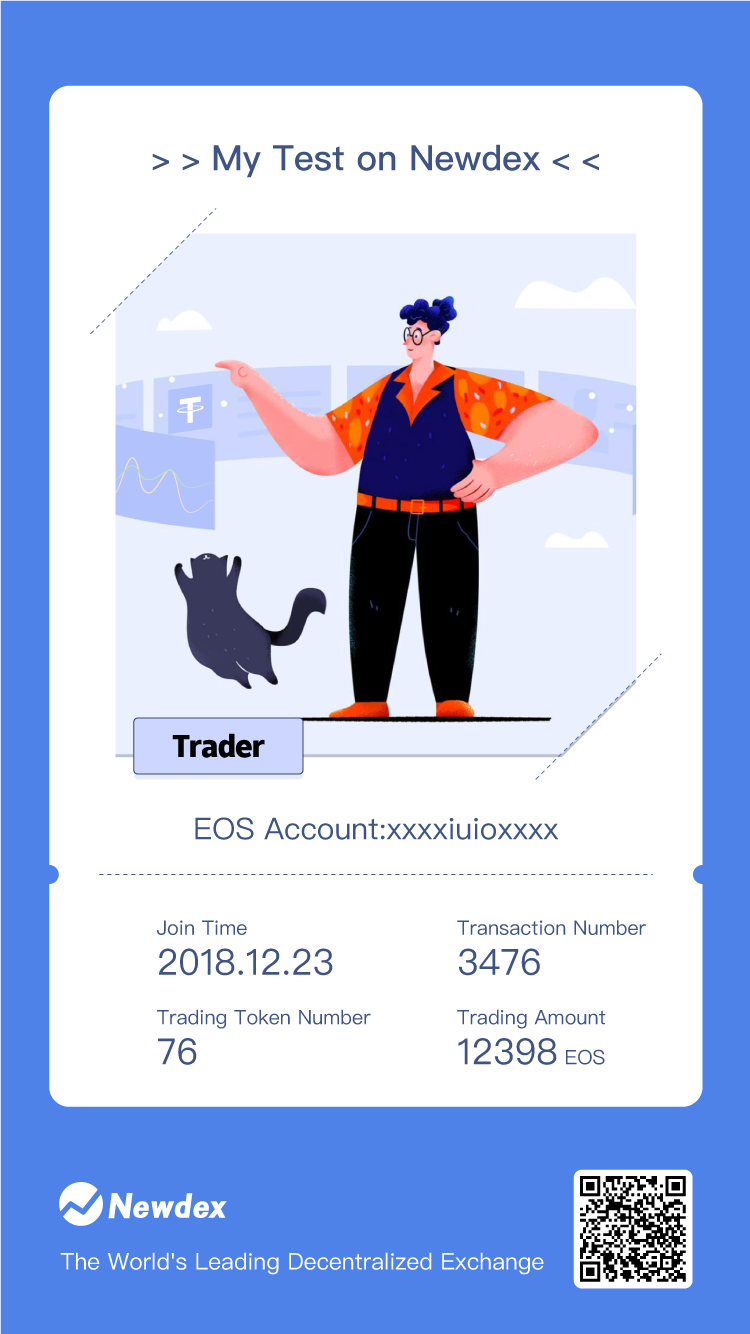 > > My Test on Newdex < <
Trader
EOS Account:xxxxiuioxxxx
Join Time
2018.12.23
Transaction Number
3476
Trading Token Number
76
Trading Amount
12398 EOS
Newdex
The World's Leading Decentralized Exchange